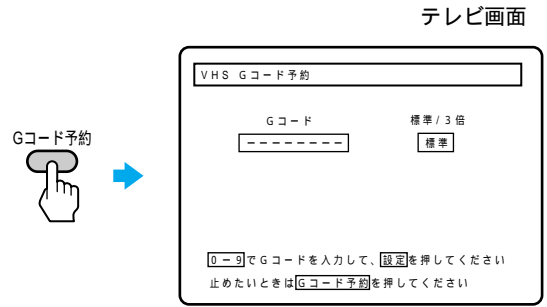 テレビ画面
VHS Gコード予約
Gコード予約
Gコード 標準/3倍
－－－－－－－－ 標準
0－9でGコードを入力して、設定を押してください
止めたいときはGコード予約を押してください